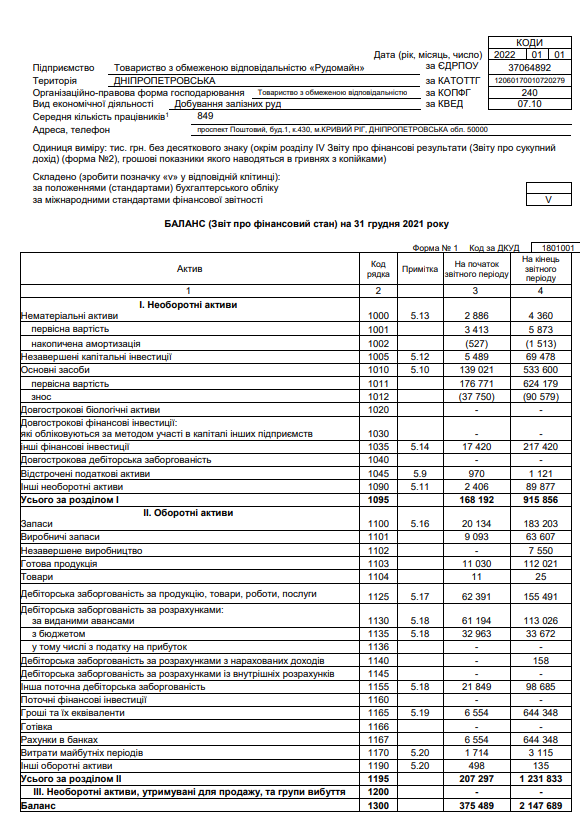 КОДИ
Дата (рік, місяць, число) 2022 01 01
Підприємство Товариство з обмеженою відповідальністю «Рудомайн» за ЄДРПОУ 37064892
Територія ДНІПРОПЕТРОВСЬКА за КАТОТТГ 12060170010720279
Організаційно-правова форма господарювання Товариство з обмеженою відповідальністю за КОПФГ 240
Вид економічної діяльності Добування залізних руд за КВЕД 07.10
Середня кількість працівників¹ 849
Адреса, телефон проспект Поштовий, буд.1, к.430, м.КРИВИЙ РІГ, ДНІПРОПЕТРОВСЬКА обл. 50000
Одиниця виміру: тис. грн. без десяткового знаку (окрім розділу IV Звіту про фінансові результати (Звіту про сукупний
дохід) (форма №2), грошові показники якого наводяться в гривнях з копійками)
Складено (зробити позначку «v» у відповідній клітинці):
за положеннями (стандартами) бухгалтерського обліку
за міжнародними стандартами фінансової звітності V
БАЛАНС (Звіт про фінансовий стан) на 31 грудня 2021 року
Форма № 1 Код за ДКУД 1801001
Актив Код рядка Примітка На початок звітного періоду На кінець звітного періоду
1 2 3 4
I. Необоротні активи
Нематеріальні активи 1000 5.13 2 886 4 360
первісна вартість 1001 3 413 5 873
накопичена амортизація 1002 (527) (1 513)
Незавершені капітальні інвестиції 1005 5.12 5 489 69 478
Основні засоби 1010 5.10 139 021 533 600
первісна вартість 1011 176 771 624 179
знос 1012 (37 750) (90 579)
Довгострокові біологічні активи 1020 - -
Довгострокові фінансові інвестиції:
які обліковуються за методом участі в капіталі інших підприємств 1030 - -
інші фінансові інвестиції 1035 5.14 17 420 217 420
Довгострокова дебіторська заборгованість 1040 - -
Відстрочені податкові активи 1045 5.9 970 1 121
Інші необоротні активи 1090 5.11 2 406 89 877
Усього за розділом I 1095 168 192 915 856
II. Оборотні активи
Запаси 1100 5.16 20 134 183 203
Виробничі запаси 1101 9 093 63 607
Незавершене виробництво 1102 - 7 550
Готова продукція 1103 11 030 112 021
Товари 1104 11 25
Дебіторська заборгованість за продукцію, товари, роботи, послуги 1125 5.17 62 391 155 491
Дебіторська заборгованість за розрахунками:
за виданими авансами 1130 5.18 61 194 113 026
з бюджетом 1135 5.18 32 963 33 672
у тому числі з податку на прибуток 1136 - -
Дебіторська заборгованість за розрахунками з нарахованих доходів 1140 - 158
Дебіторська заборгованість за розрахунками із внутрішніх розрахунків 1145 - -
Інша поточна дебіторська заборгованість 1155 5.18 21 849 98 685
Поточні фінансові інвестиції 1160 - -
Гроші та їх еквіваленти 1165 5.19 6 554 644 348
Готівка 1166 - -
Рахунки в банках 1167 6 554 644 348
Витрати майбутніх періодів 1170 5.20 1 714 3 115
Інші оборотні активи 1190 5.20 498 135
Усього за розділом II 1195 207 297 1 231 833
III. Необоротні активи, утримувані для продажу, та групи вибуття 1200 - -
Баланс 1300 375 489 2 147 689